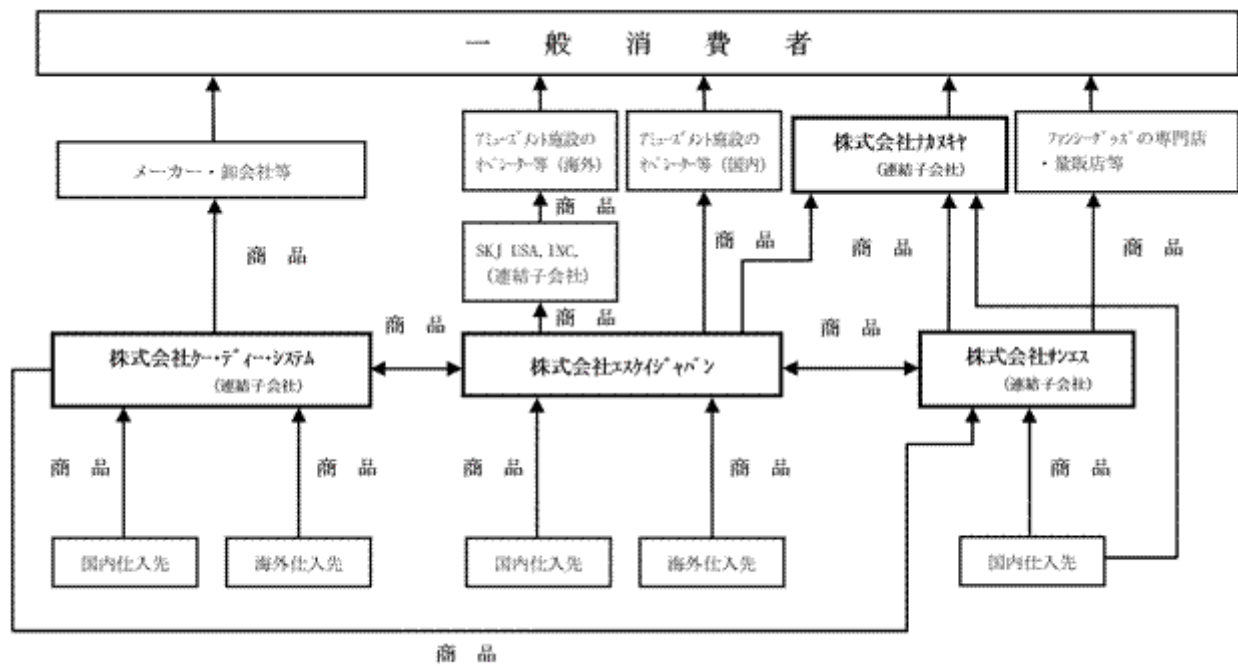 一 般 消 費 者
メーカー・卸会社等
ｱﾐｭｰｽﾞﾒﾝﾄ施設の
ｵﾍﾟﾚｰﾀｰ等（海外）
ｱﾐｭｰｽﾞﾒﾝﾄ施設の
ｵﾍﾟﾚｰﾀｰ等（国内）
株式会社ﾅｶﾇｷﾔ
（連結子会社）
ﾌｧﾝｼｰｸﾞｯｽﾞの専門店
・量販店等
商 品
商 品
商 品
商 品
商 品
SKJ USA, INC.
（連結子会社）
商 品
商 品
商 品
株式会社ｹｰ・ﾃﾞｨｰ・ｼｽﾃﾑ
（連結子会社）
株式会社ｴｽｹｲｼﾞｬﾊﾟﾝ
株式会社ｻﾝｴｽ
（連結子会社）
商 品
商 品
商 品
商 品
商 品
国内仕入先
海外仕入先
国内仕入先
海外仕入先
国内仕入先
商 品